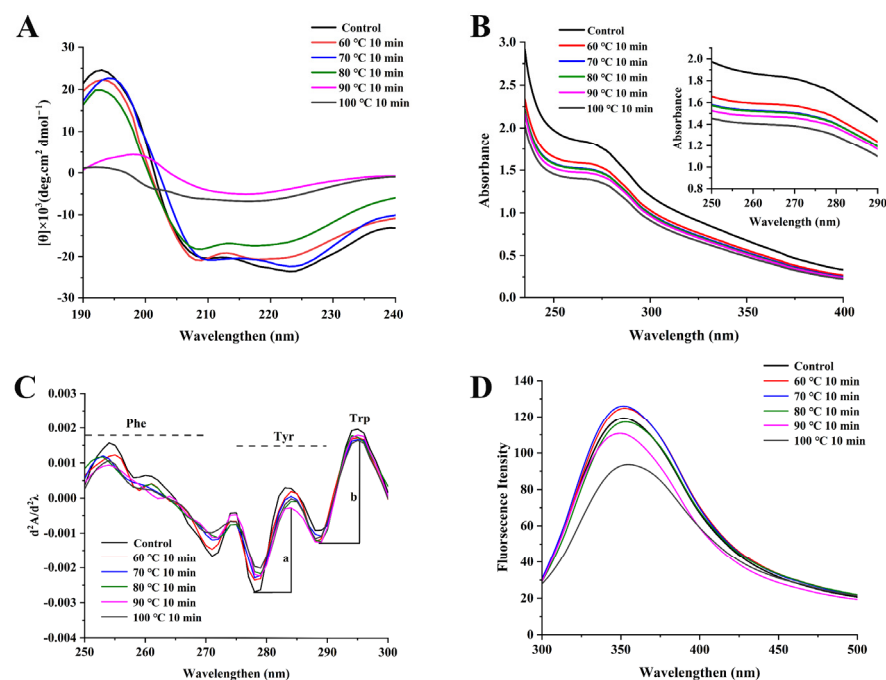 A
Control
60 ℃ 10 min
70 ℃ 10 min
80 ℃ 10 min
90 ℃ 10 min
100 ℃ 10 min
[θ]×10³(deg.cm² dmol⁻¹)
30
20
10
0
-10
-20
-30
190
200
210
220
230
240
Wavelengthen (nm)
B
Control
60 ℃ 10 min
70 ℃ 10 min
80 ℃ 10 min
90 ℃ 10 min
100 ℃ 10 min
Absorbance
3.0
2.5
2.0
1.5
1.0
0.5
0.0
250
300
350
400
Wavelength (nm)
Absorbance
2.2
2.0
1.8
1.6
1.4
1.2
1.0
0.8
250
260
270
280
290
Wavelength (nm)
C
Phe
Tyr
Trp
a
b
d²A/d²λ
0.003
0.002
0.001
0.000
-0.001
-0.002
-0.003
-0.004
Control
60 ℃ 10 min
70 ℃ 10 min
80 ℃ 10 min
90 ℃ 10 min
100 ℃ 10 min
250
260
270
280
290
300
Wavelengthen (nm)
D
Control
60 ℃ 10 min
70 ℃ 10 min
80 ℃ 10 min
90 ℃ 10 min
100 ℃ 10 min
Fluorsecence Itensity
140
120
100
80
60
40
20
0
300
350
400
450
500
Wavelengthen (nm)